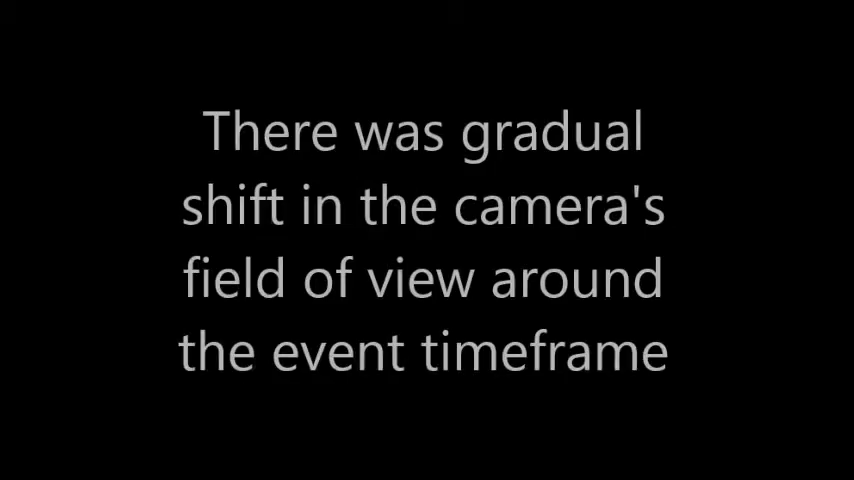 There was gradual
shift in the camera's
field of view around
the event timeframe